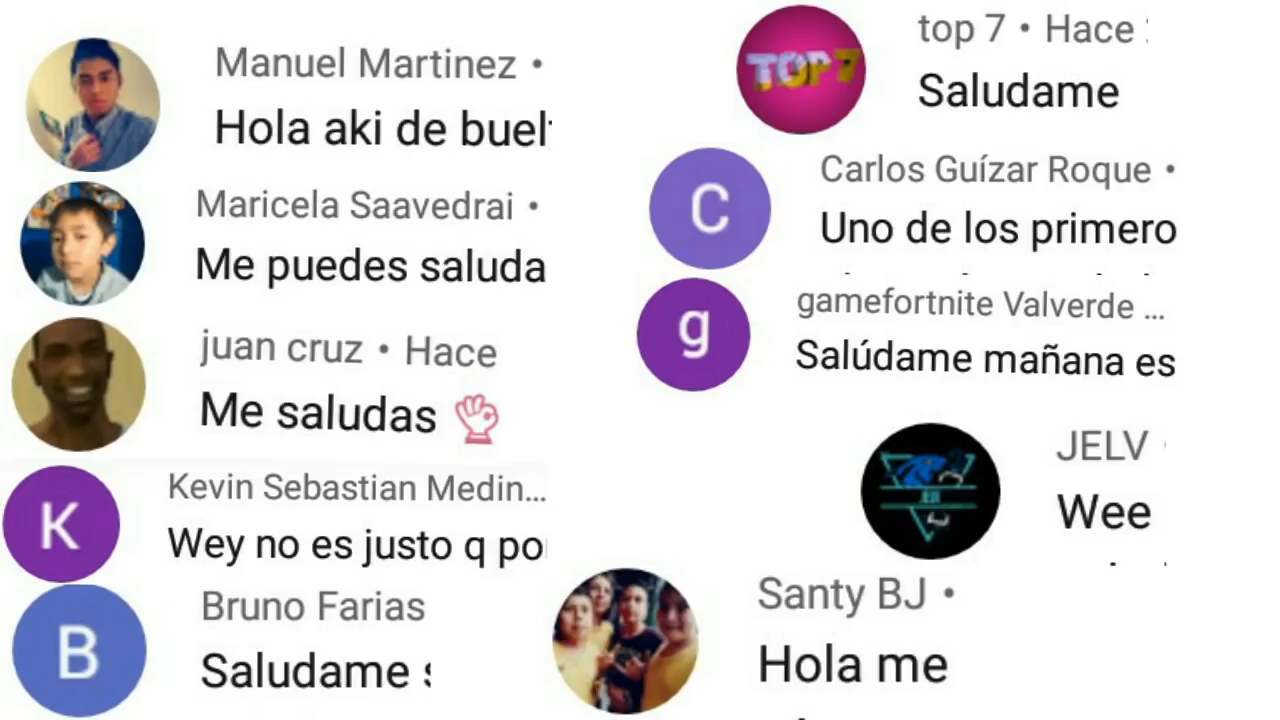 Manuel Martinez •
Hola aki de buel
Maricela Saavedrai •
Me puedes saluda
juan cruz • Hace
Me saludas
K
Kevin Sebastian Medin...
Wey no es justo q po
B
Bruno Farias
Saludame s
TOP 7
top 7 • Hace
Saludame
C
Carlos Guízar Roque •
Uno de los primero
g
gamefortnite Valverde ...
Salúdame mañana es
JELV
Wee
Santy BJ •
Hola me